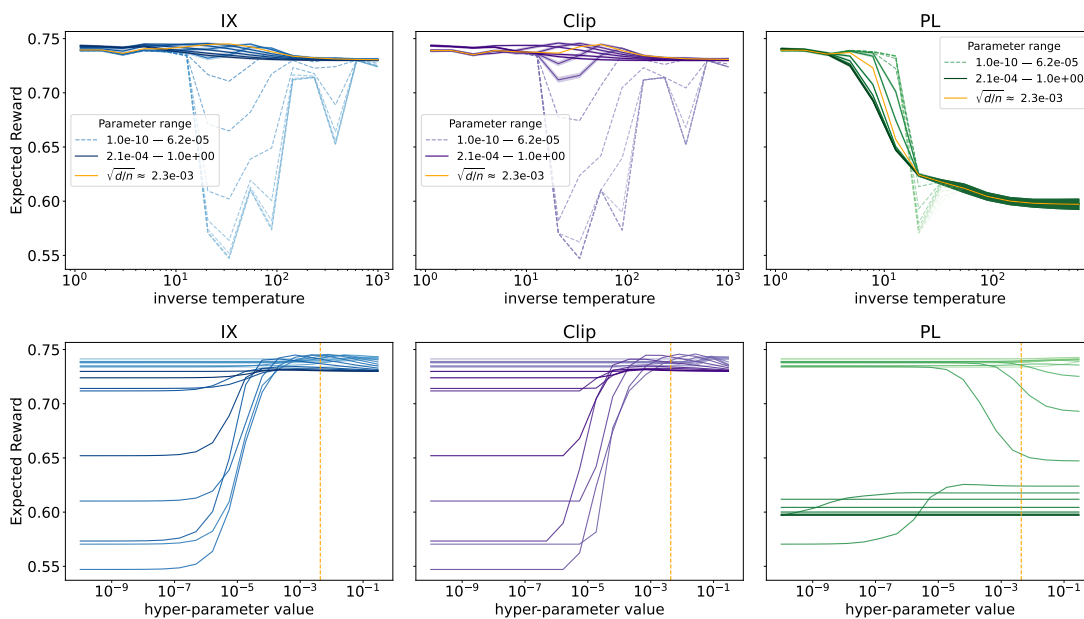 IX
Clip
PL
Expected Reward
0.75
0.70
0.65
0.60
0.55
Parameter range
1.0e-10 — 6.2e-05
2.1e-04 — 1.0e+00
√d/n ≈ 2.3e-03
10⁰
10¹
10²
10³
inverse temperature
Parameter range
1.0e-10 — 6.2e-05
2.1e-04 — 1.0e+00
√d/n ≈ 2.3e-03
10⁰
10¹
10²
10³
inverse temperature
Parameter range
1.0e-10 — 6.2e-05
2.1e-04 — 1.0e+00
√d/n ≈ 2.3e-03
10⁰
10¹
10²
inverse temperature
IX
Clip
PL
Expected Reward
0.75
0.70
0.65
0.60
0.55
10⁻⁹
10⁻⁷
10⁻⁵
10⁻³
10⁻¹
hyper-parameter value
10⁻⁹
10⁻⁷
10⁻⁵
10⁻³
10⁻¹
hyper-parameter value
10⁻⁹
10⁻⁷
10⁻⁵
10⁻³
10⁻¹
hyper-parameter value